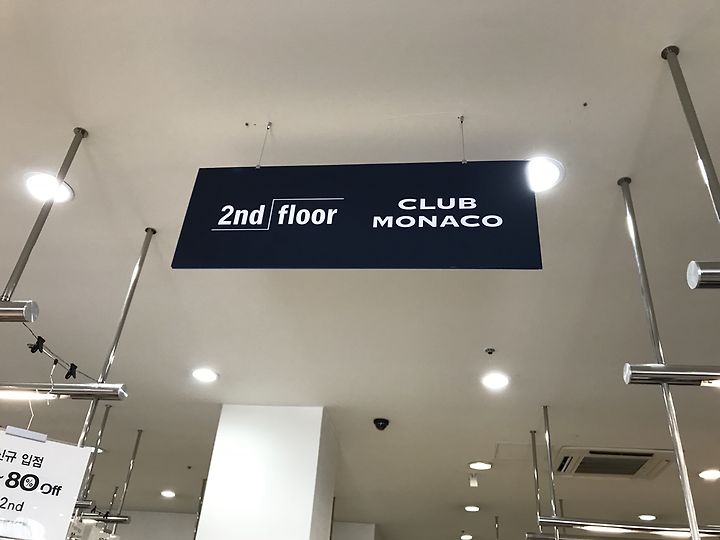 2nd floor
CLUB
MONACO
신규 입점
~80% Off
2nd